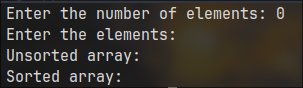 Enter the number of elements: 0
Enter the elements:
Unsorted array:
Sorted array: